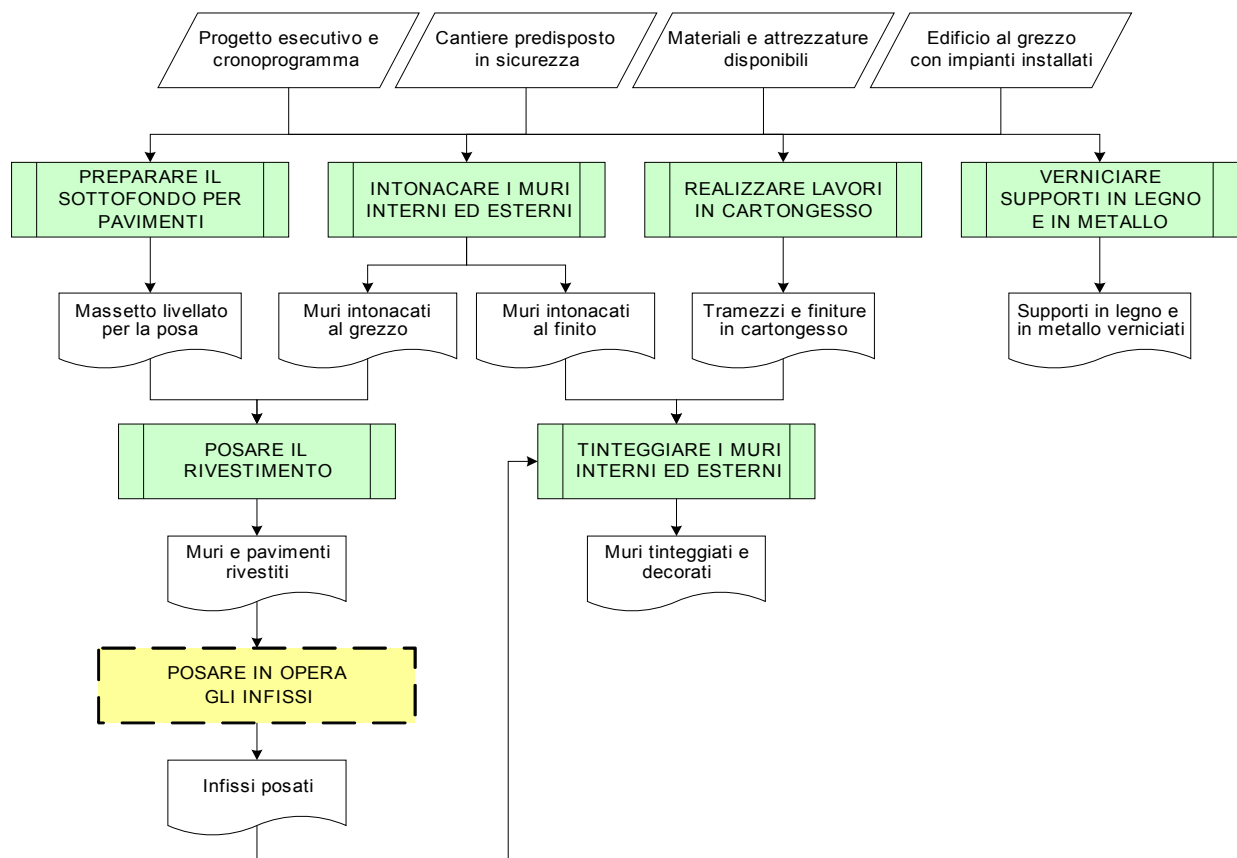 Progetto esecutivo e
cronoprogramma
Cantiere predisposto
in sicurezza
Materiali e attrezzature
disponibili
Edificio al grezzo
con impianti installati
PREPARARE IL
SOTTOFONDO PER
PAVIMENTI
INTONACARE I MURI
INTERNI ED ESTERNI
REALIZZARE LAVORI
IN CARTONGESSO
VERNICIARE
SUPPORTI IN LEGNO
E IN METALLO
Massetto livellato
per la posa
Muri intonacati
al grezzo
Muri intonacati
al finito
Tramezzi e finiture
in cartongesso
Supporti in legno e
in metallo verniciati
POSARE IL
RIVESTIMENTO
TINTEGGIARE I MURI
INTERNI ED ESTERNI
Muri e pavimenti
rivestiti
Muri tinteggiati e
decorati
POSARE IN OPERA
GLI INFISSI
Infissi posati